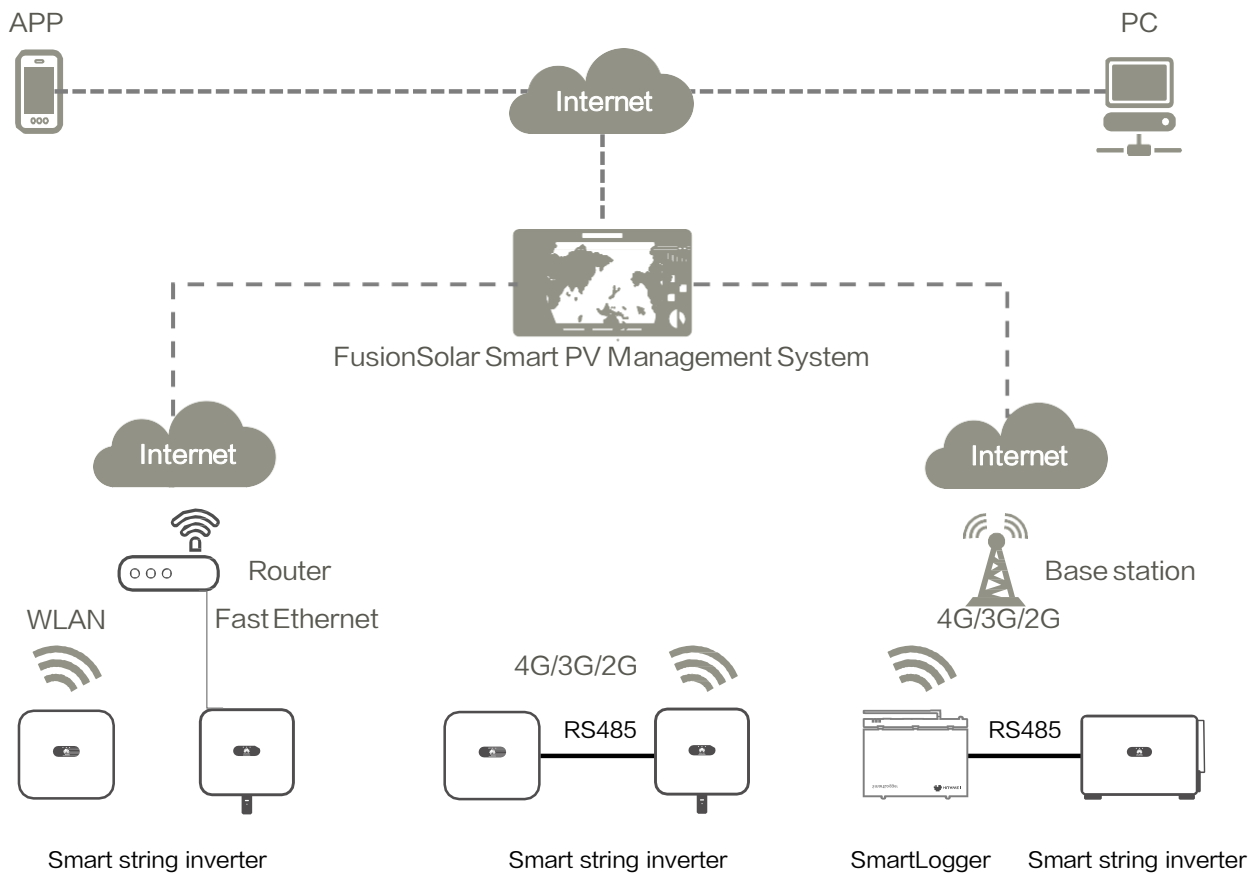 APP
PC
Internet
FusionSolar Smart PV Management System
Internet
Internet
Router
Base station
WLAN
Fast Ethernet
4G/3G/2G
4G/3G/2G
RS485
RS485
Smart string inverter
Smart string inverter
SmartLogger
Smart string inverter